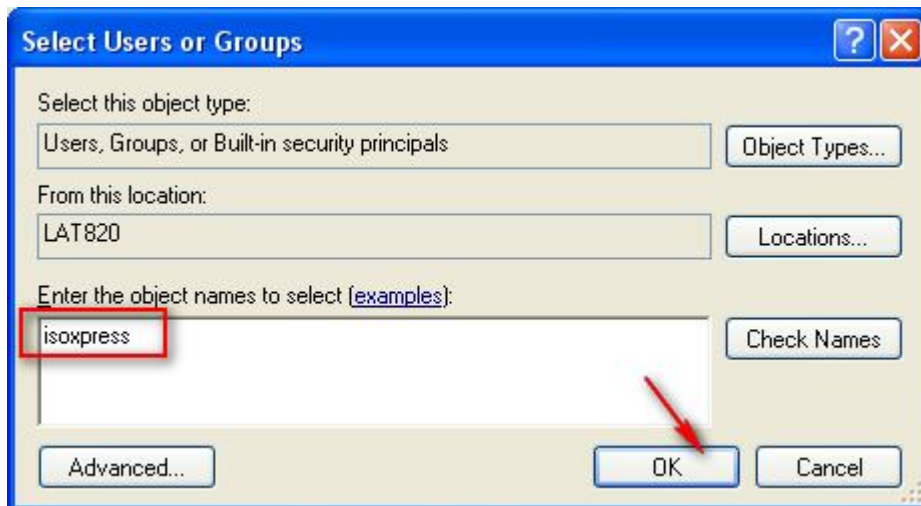 Select Users or Groups
Select this object type:
Users, Groups, or Built-in security principals
Object Types...
From this location:
LAT820
Locations...
Enter the object names to select (examples):
isoxpress
Check Names
Advanced...
OK
Cancel